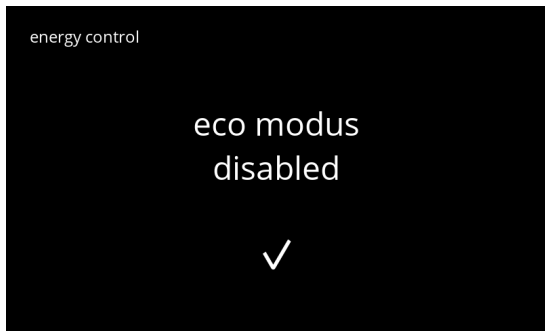 energy control
eco modus
disabled